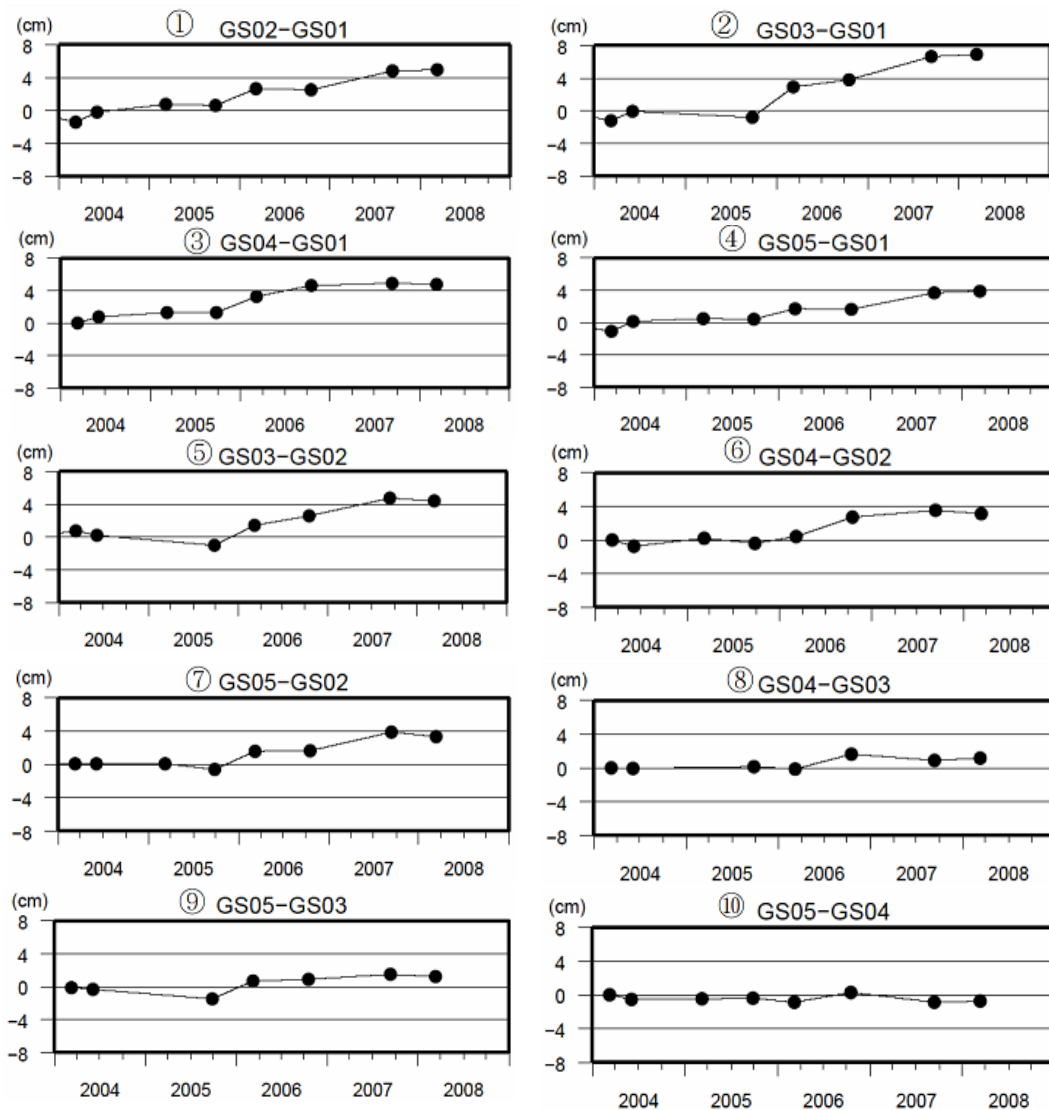 (cm) ① GS02−GS01
8
4
0
−4
−8
2004 2005 2006 2007 2008
(cm) ② GS03−GS01
8
4
0
−4
−8
2004 2005 2006 2007 2008
(cm) ③ GS04−GS01
8
4
0
−4
−8
2004 2005 2006 2007 2008
(cm) ④ GS05−GS01
8
4
0
−4
−8
2004 2005 2006 2007 2008
(cm) ⑤ GS03−GS02
8
4
0
−4
−8
2004 2005 2006 2007 2008
(cm) ⑥ GS04−GS02
8
4
0
−4
−8
2004 2005 2006 2007 2008
(cm) ⑦ GS05−GS02
8
4
0
−4
−8
2004 2005 2006 2007 2008
(cm) ⑧ GS04−GS03
8
4
0
−4
−8
2004 2005 2006 2007 2008
(cm) ⑨ GS05−GS03
8
4
0
−4
−8
2004 2005 2006 2007 2008
(cm) ⑩ GS05−GS04
8
4
0
−4
−8
2004 2005 2006 2007 2008